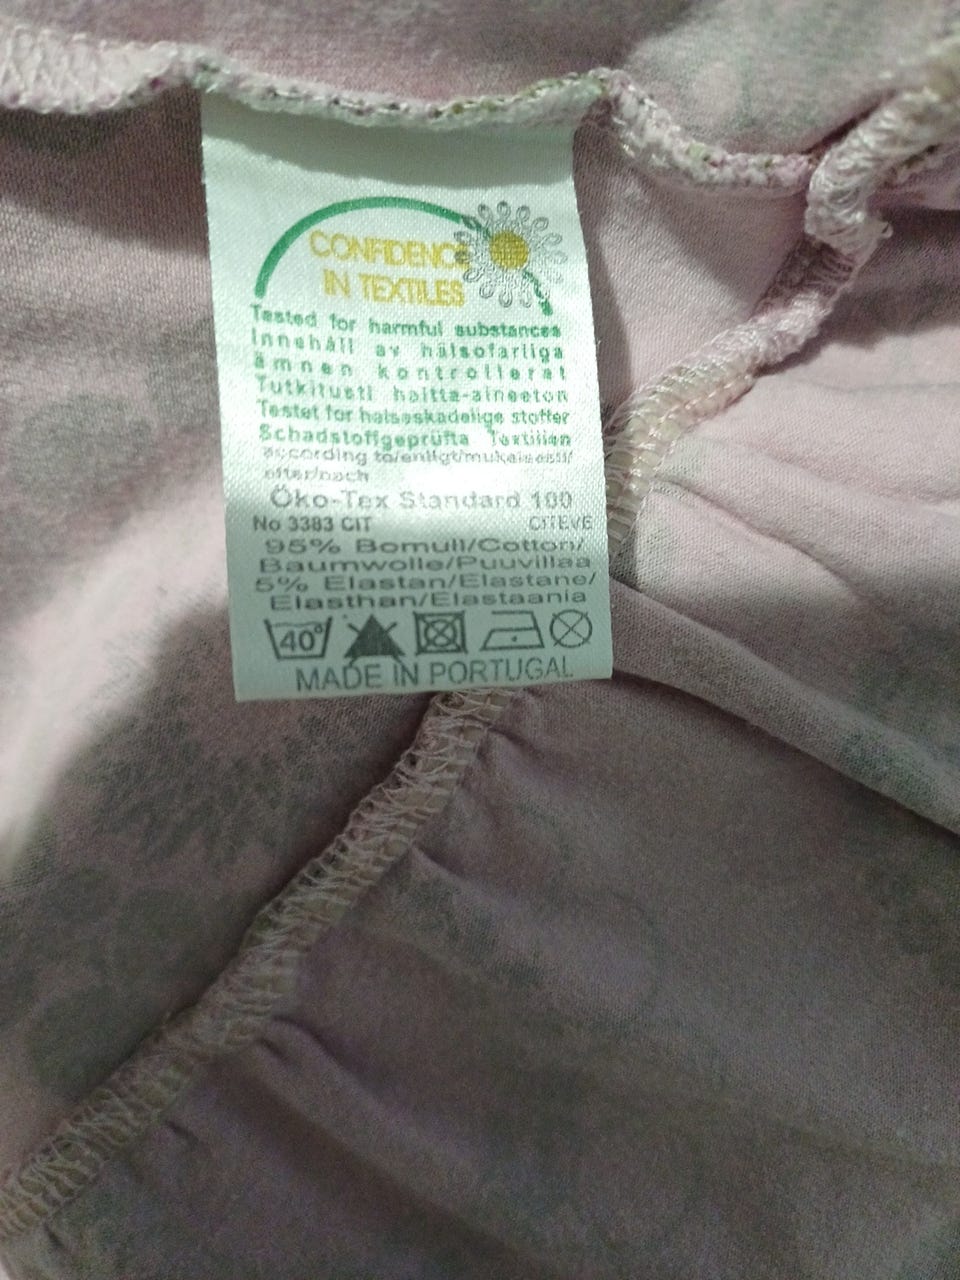 CONFIDENCE
IN TEXTILES
Tested for harmful substances
Innehåll av hälsofarliga
ämnen kontrollerat
Tutkitusti haitta-aineeton
Testet for helseskadelige stoffer
Schadstoffgeprüfte Textilien
according to/enligt/mukaisesti/
efter/nach
Öko-Tex Standard 100
No 3383 CIT CITEVE
95% Bomull/Cotton/
Baumwolle/Puuvillaa
5% Elastan/Elastane/
Elasthan/Elastaania
40°
MADE IN PORTUGAL